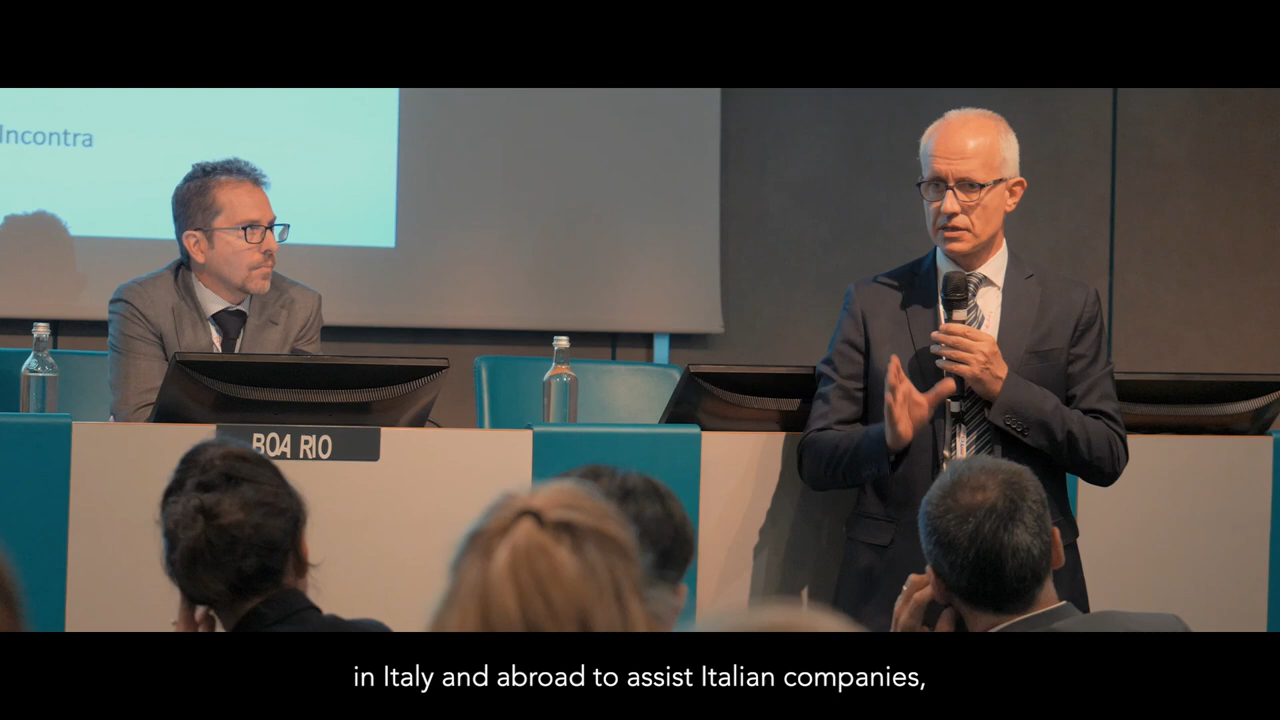 Incontra
BOA RIO
in Italy and abroad to assist Italian companies,